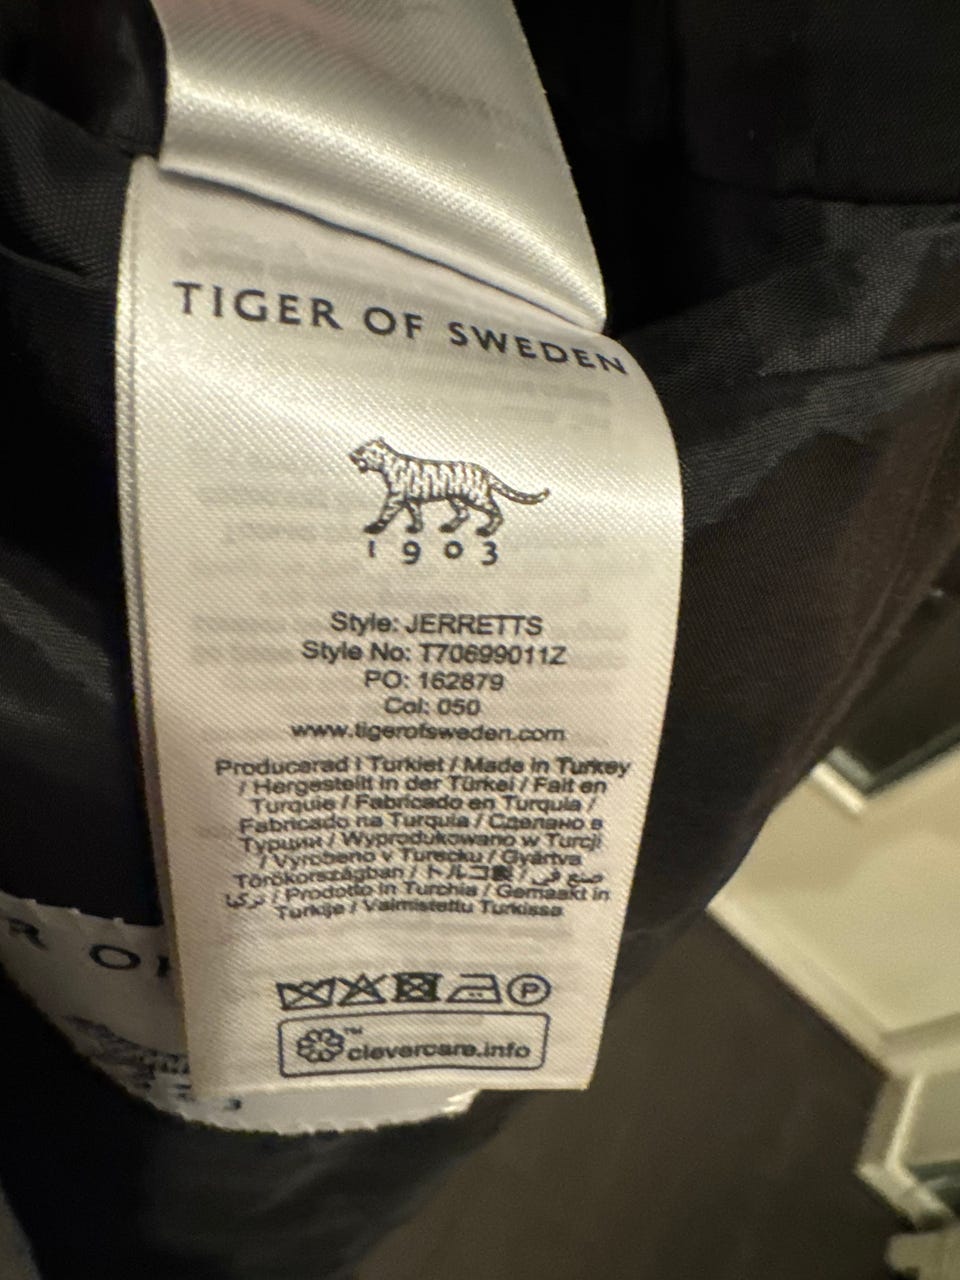 TIGER OF SWEDEN
1903
Style: JERRETTS
Style No: T70699011Z
PO: 162879
Col: 050
www.tigerofsweden.com
Producerad i Turkiet / Made in Turkey
/ Hergestellt in der Türkei / Fait en
Turquie / Fabricado en Turquía /
Fabricado na Turquia / Сделано в
Турции / Wyprodukowano w Turcji
/ Vyrobeno v Turecku / Gyártva
Törökországban / トルコ製 / صنع في
تركيا / Prodotto in Turchia / Gemaakt in
Turkije / Valmistettu Turkissa
P
™
clevercare.info
R OF